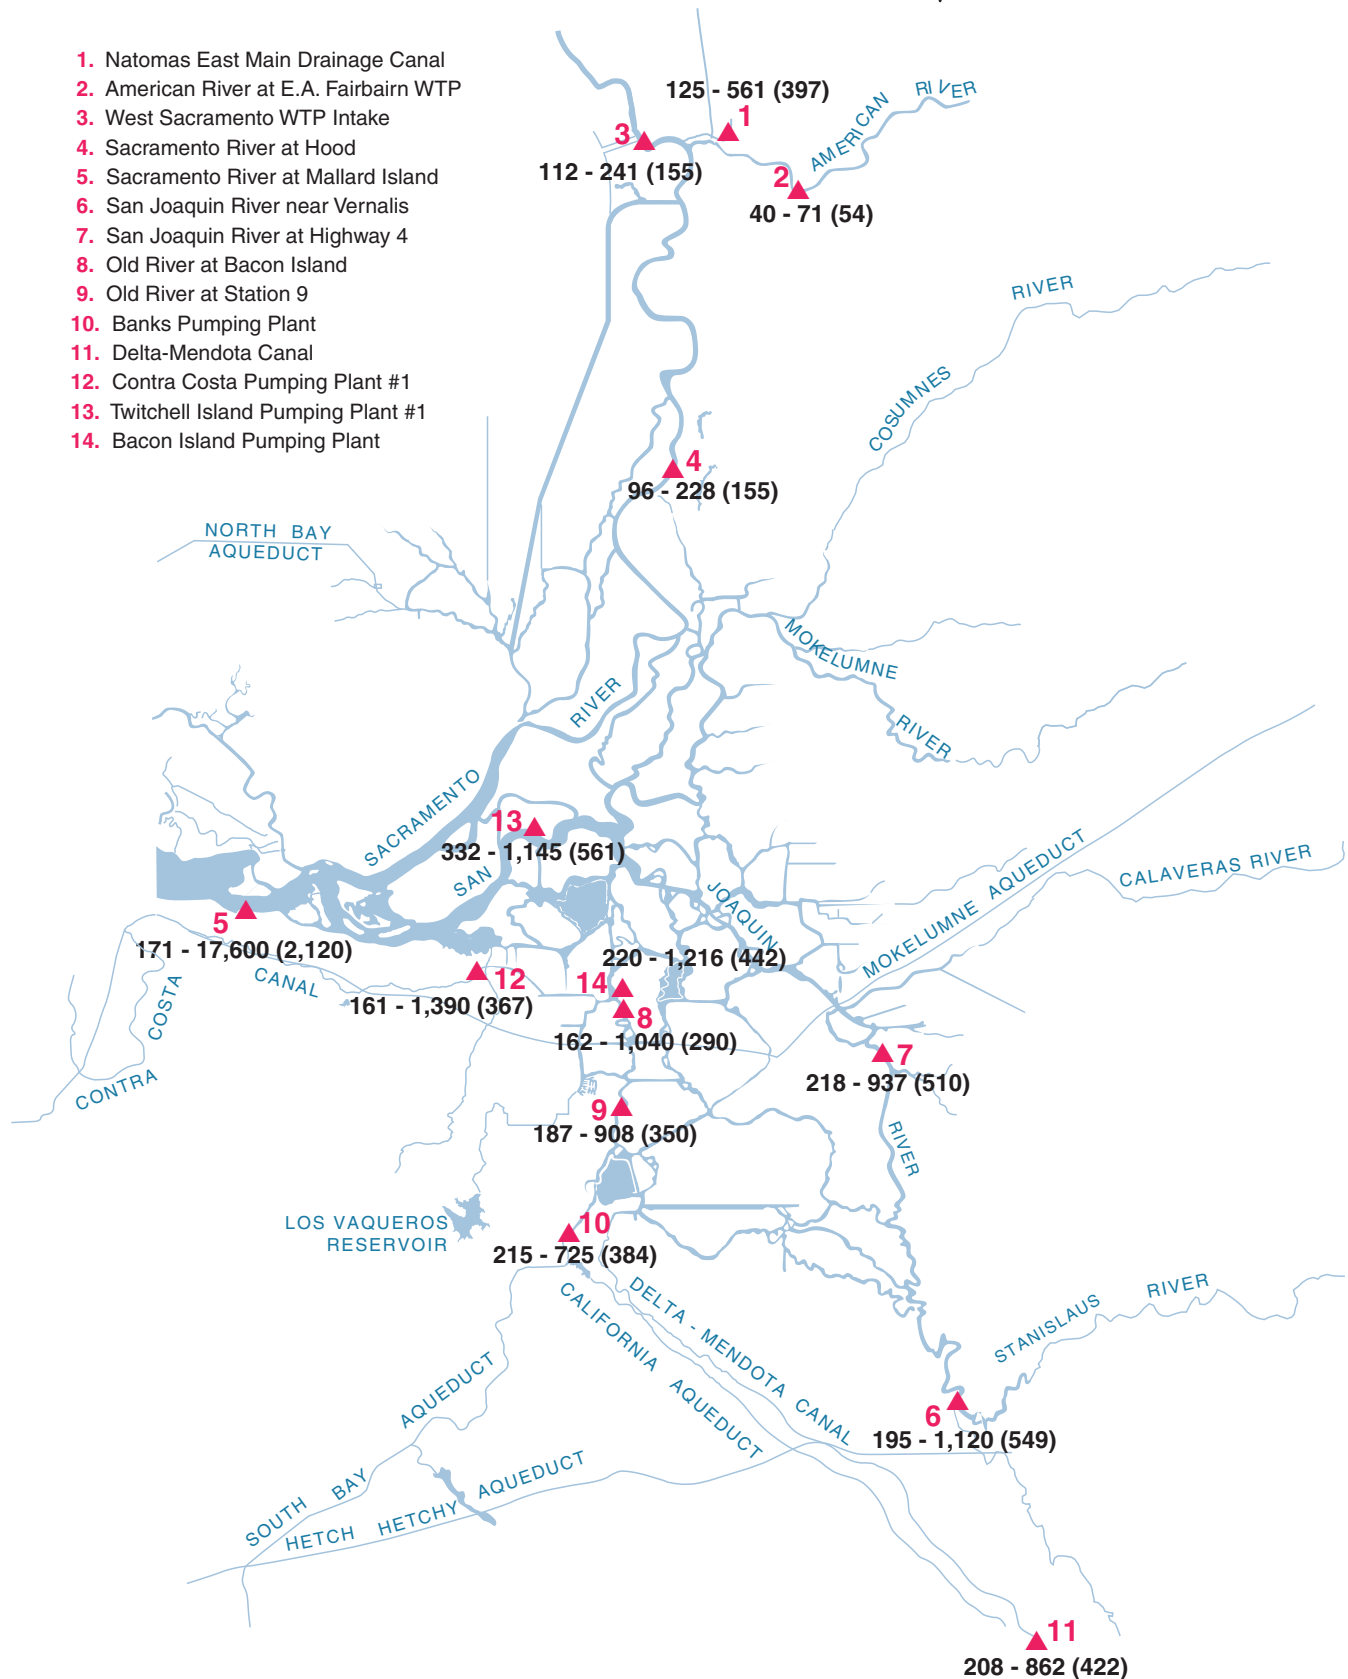 1. Natomas East Main Drainage Canal
2. American River at E.A. Fairbairn WTP
3. West Sacramento WTP Intake
4. Sacramento River at Hood
5. Sacramento River at Mallard Island
6. San Joaquin River near Vernalis
7. San Joaquin River at Highway 4
8. Old River at Bacon Island
9. Old River at Station 9
10. Banks Pumping Plant
11. Delta-Mendota Canal
12. Contra Costa Pumping Plant #1
13. Twitchell Island Pumping Plant #1
14. Bacon Island Pumping Plant
125 - 561 (397)
1
AMERICAN RIVER
3
112 - 241 (155)
2
40 - 71 (54)
COSUMNES RIVER
4
96 - 228 (155)
NORTH BAY
AQUEDUCT
MOKELUMNE RIVER
SACRAMENTO RIVER
13
332 - 1,145 (561)
SAN JOAQUIN RIVER
MOKELUMNE AQUEDUCT
CALAVERAS RIVER
5
171 - 17,600 (2,120)
CONTRA COSTA CANAL
12
161 - 1,390 (367)
220 - 1,216 (442)
14
8
162 - 1,040 (290)
7
218 - 937 (510)
9
187 - 908 (350)
LOS VAQUEROS
RESERVOIR
10
215 - 725 (384)
DELTA - MENDOTA CANAL
CALIFORNIA AQUEDUCT
STANISLAUS RIVER
6
195 - 1,120 (549)
SOUTH BAY AQUEDUCT
HETCH HETCHY AQUEDUCT
11
208 - 862 (422)